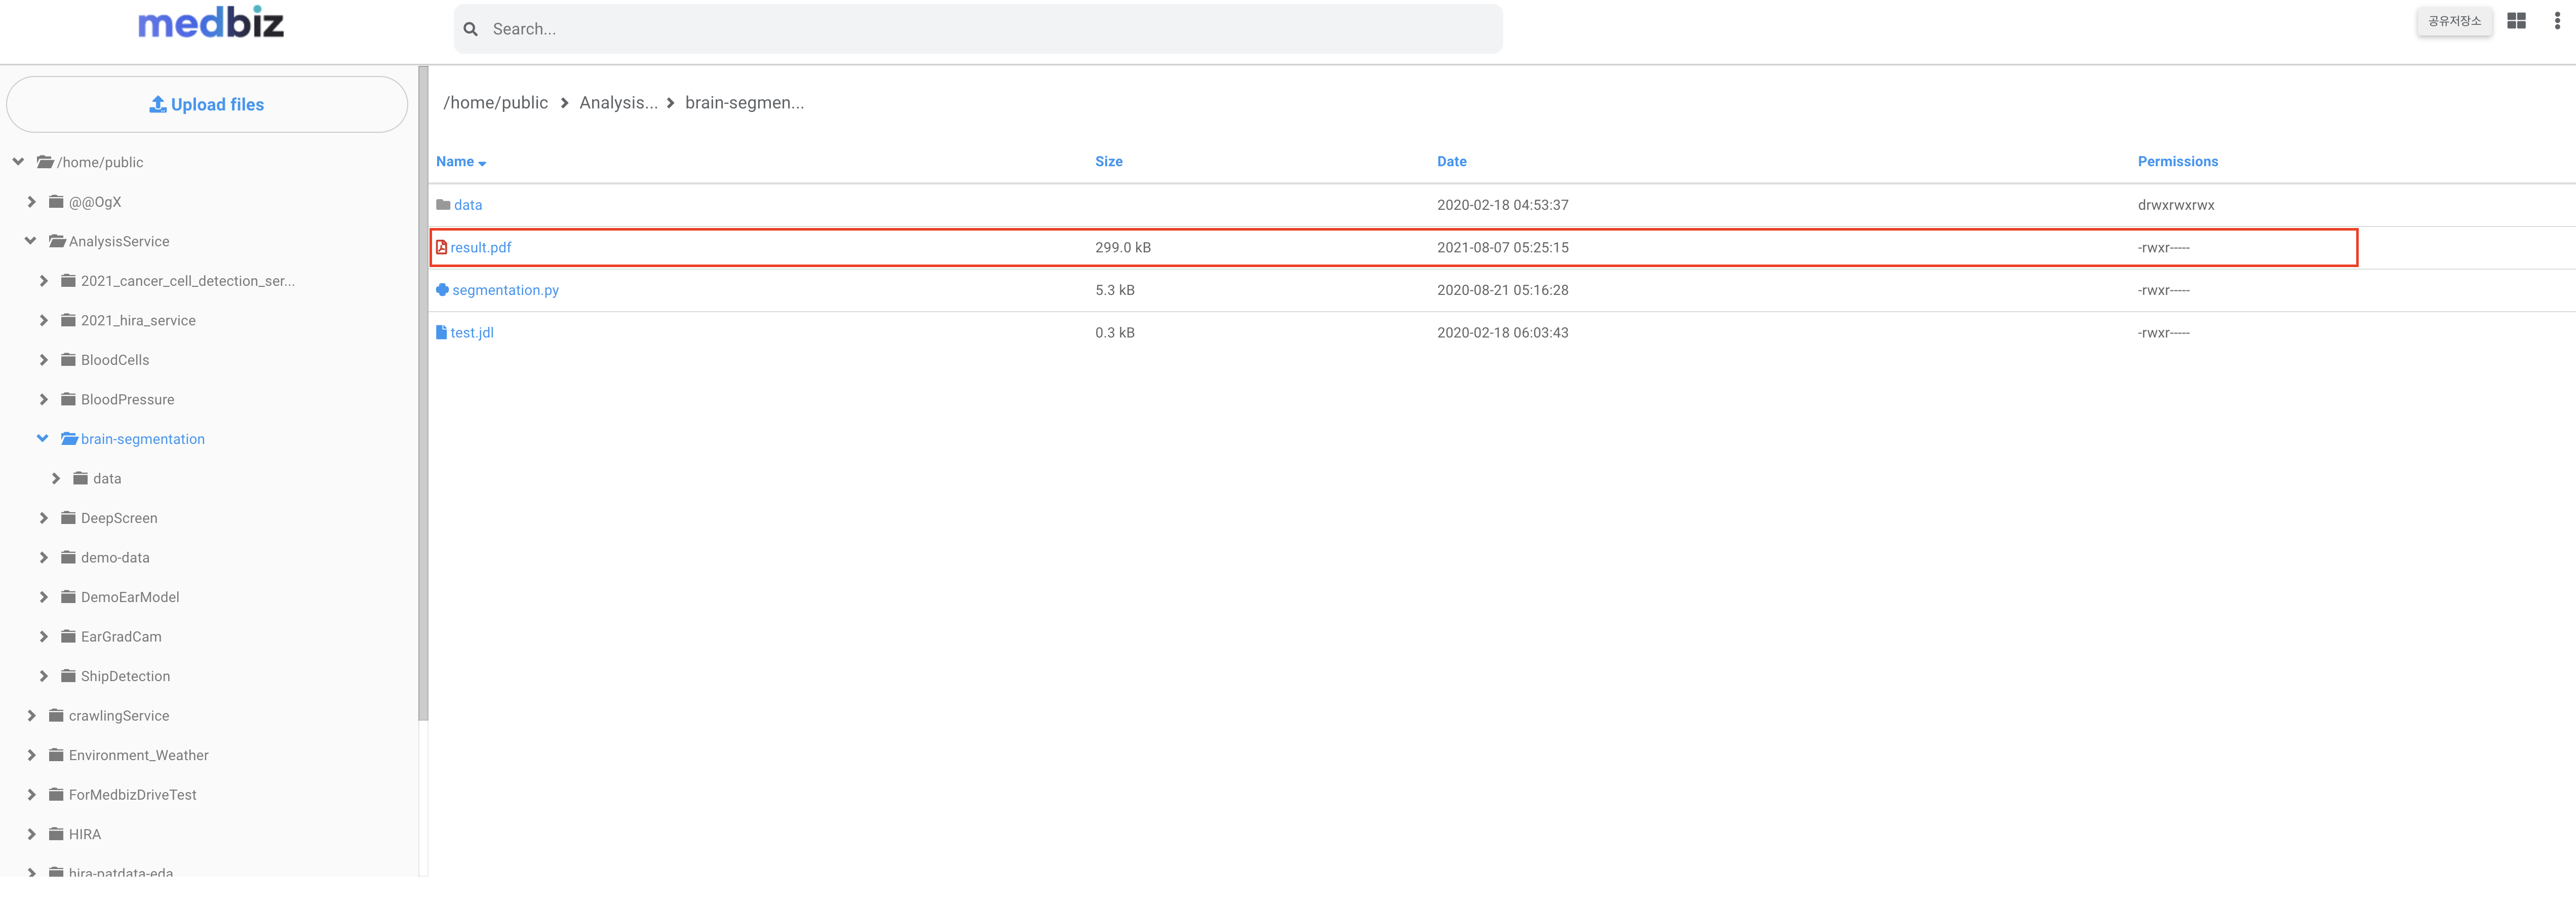 medbiz
Search...
공유저장소
Upload files
/home/public
@@OgX
AnalysisService
2021_cancer_cell_detection_ser...
2021_hira_service
BloodCells
BloodPressure
brain-segmentation
data
DeepScreen
demo-data
DemoEarModel
EarGradCam
ShipDetection
crawlingService
Environment_Weather
ForMedbizDriveTest
HIRA
hira-patdata-eda
/home/public Analysis... brain-segmen...
Name Size Date Permissions
data 2020-02-18 04:53:37 drwxrwxrwx
result.pdf 299.0 kB 2021-08-07 05:25:15 -rwxr-----
segmentation.py 5.3 kB 2020-08-21 05:16:28 -rwxr-----
test.jdl 0.3 kB 2020-02-18 06:03:43 -rwxr-----